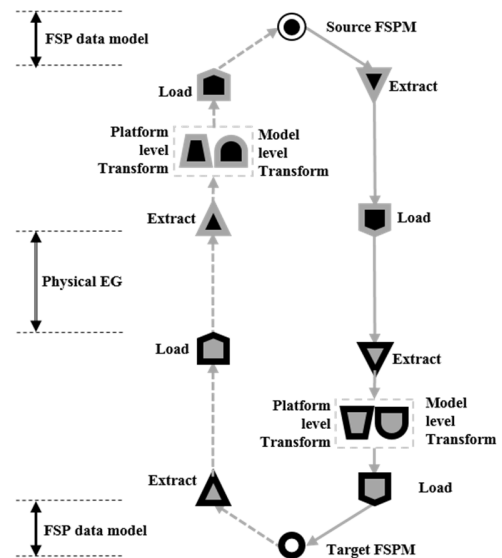 Source FSPM
FSP data model
Extract
Load
Platform
level
Transform
Model
level
Transform
Extract
Load
Physical EG
Load
Extract
Platform
level
Transform
Model
level
Transform
Extract
Load
FSP data model
Target FSPM